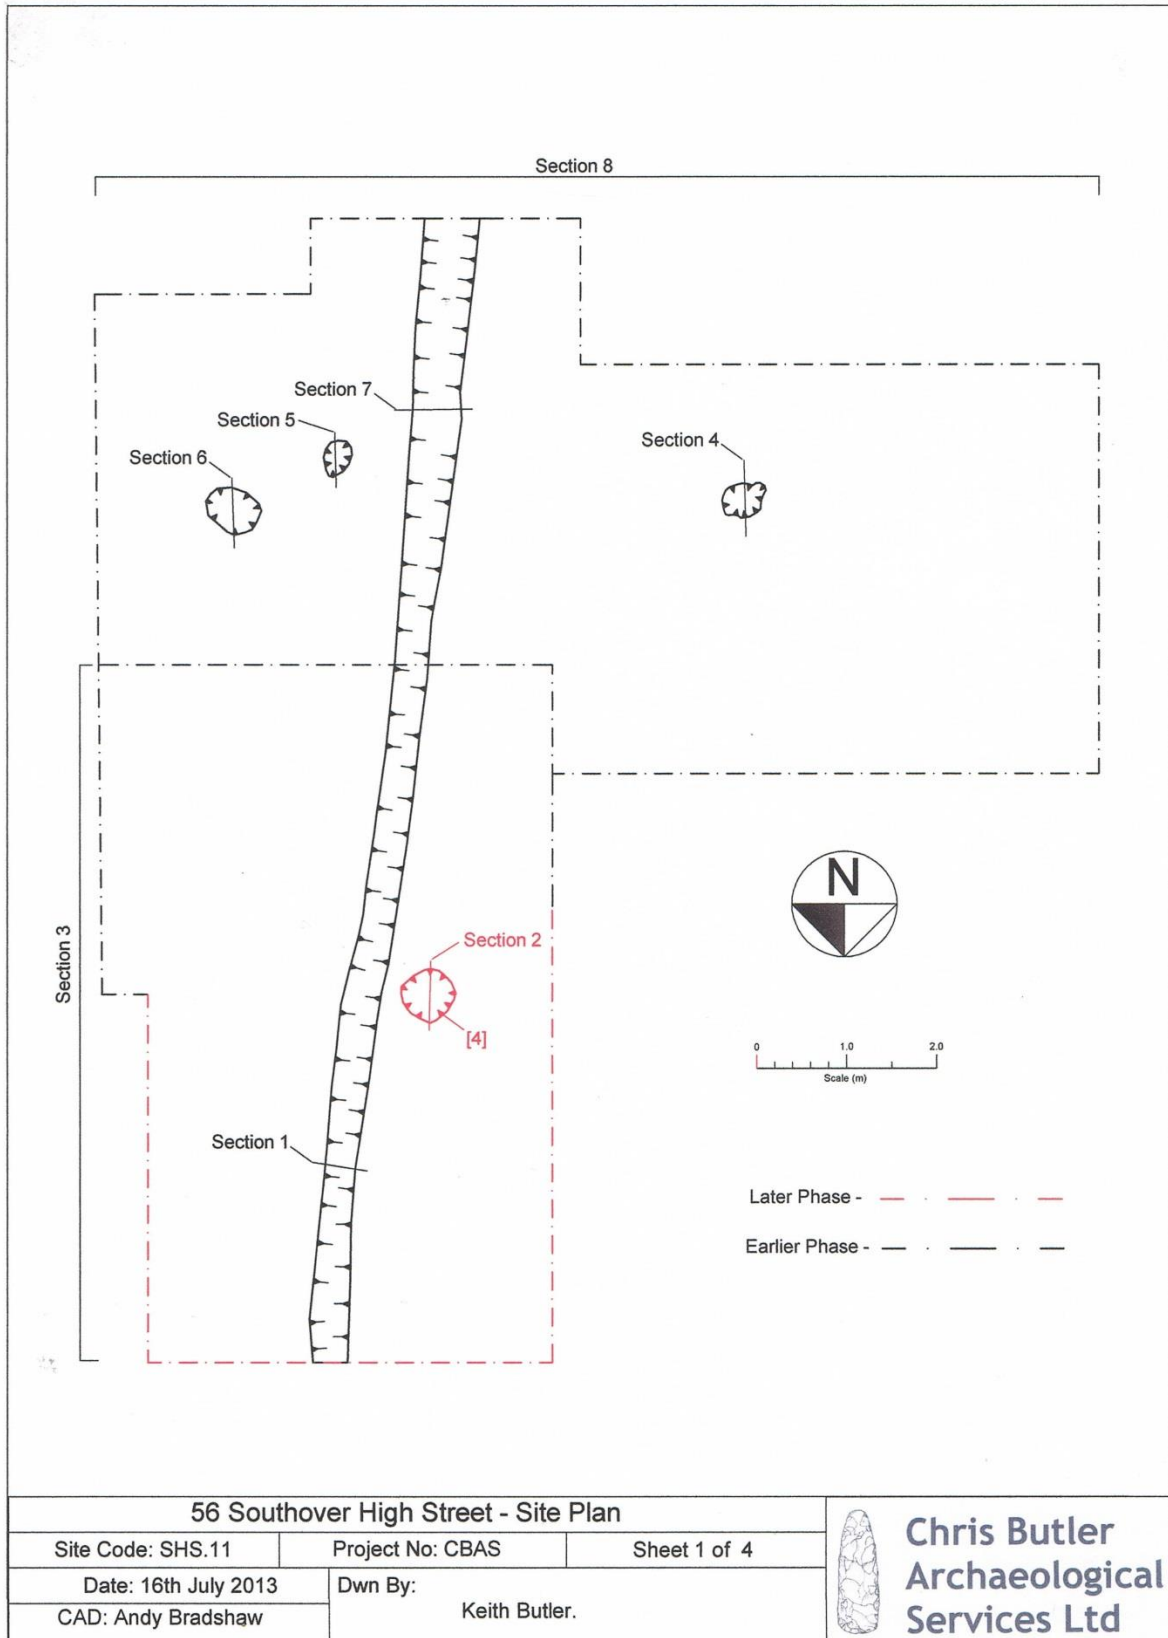 Section 8
Section 7
Section 5
Section 6
Section 4
Section 3
Section 2
[4]
Section 1
N
0 1.0 2.0
Scale (m)
Later Phase -
Earlier Phase -
56 Southover High Street - Site Plan
Site Code: SHS.11
Project No: CBAS
Sheet 1 of 4
Date: 16th July 2013
Dwn By:
Keith Butler.
CAD: Andy Bradshaw
Chris Butler
Archaeological
Services Ltd